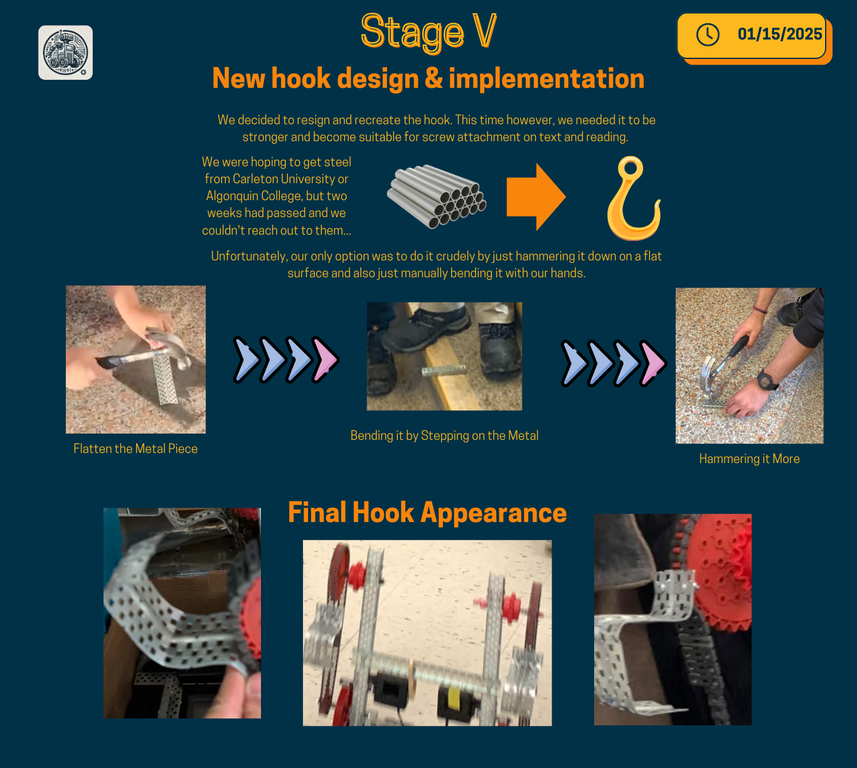 Stage V
01/15/2025
New hook design & implementation
We decided to resign and recreate the hook. This time however, we needed it to be
stronger and become suitable for screw attachment on text and reading.
We were hoping to get steel
from Carleton University or
Algonquin College, but two
weeks had passed and we
couldn't reach out to them...
Unfortunately, our only option was to do it crudely by just hammering it down on a flat
surface and also just manually bending it with our hands.
Flatten the Metal Piece
Bending it by Stepping on the Metal
Hammering it More
Final Hook Appearance